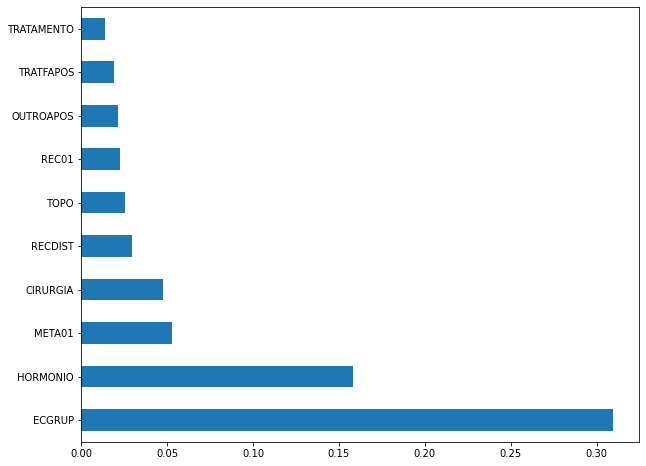 TRATAMENTO
TRATFAPOS
OUTROAPOS
REC01
TOPO
RECDIST
CIRURGIA
META01
HORMONIO
ECGRUP
0.00 0.05 0.10 0.15 0.20 0.25 0.30